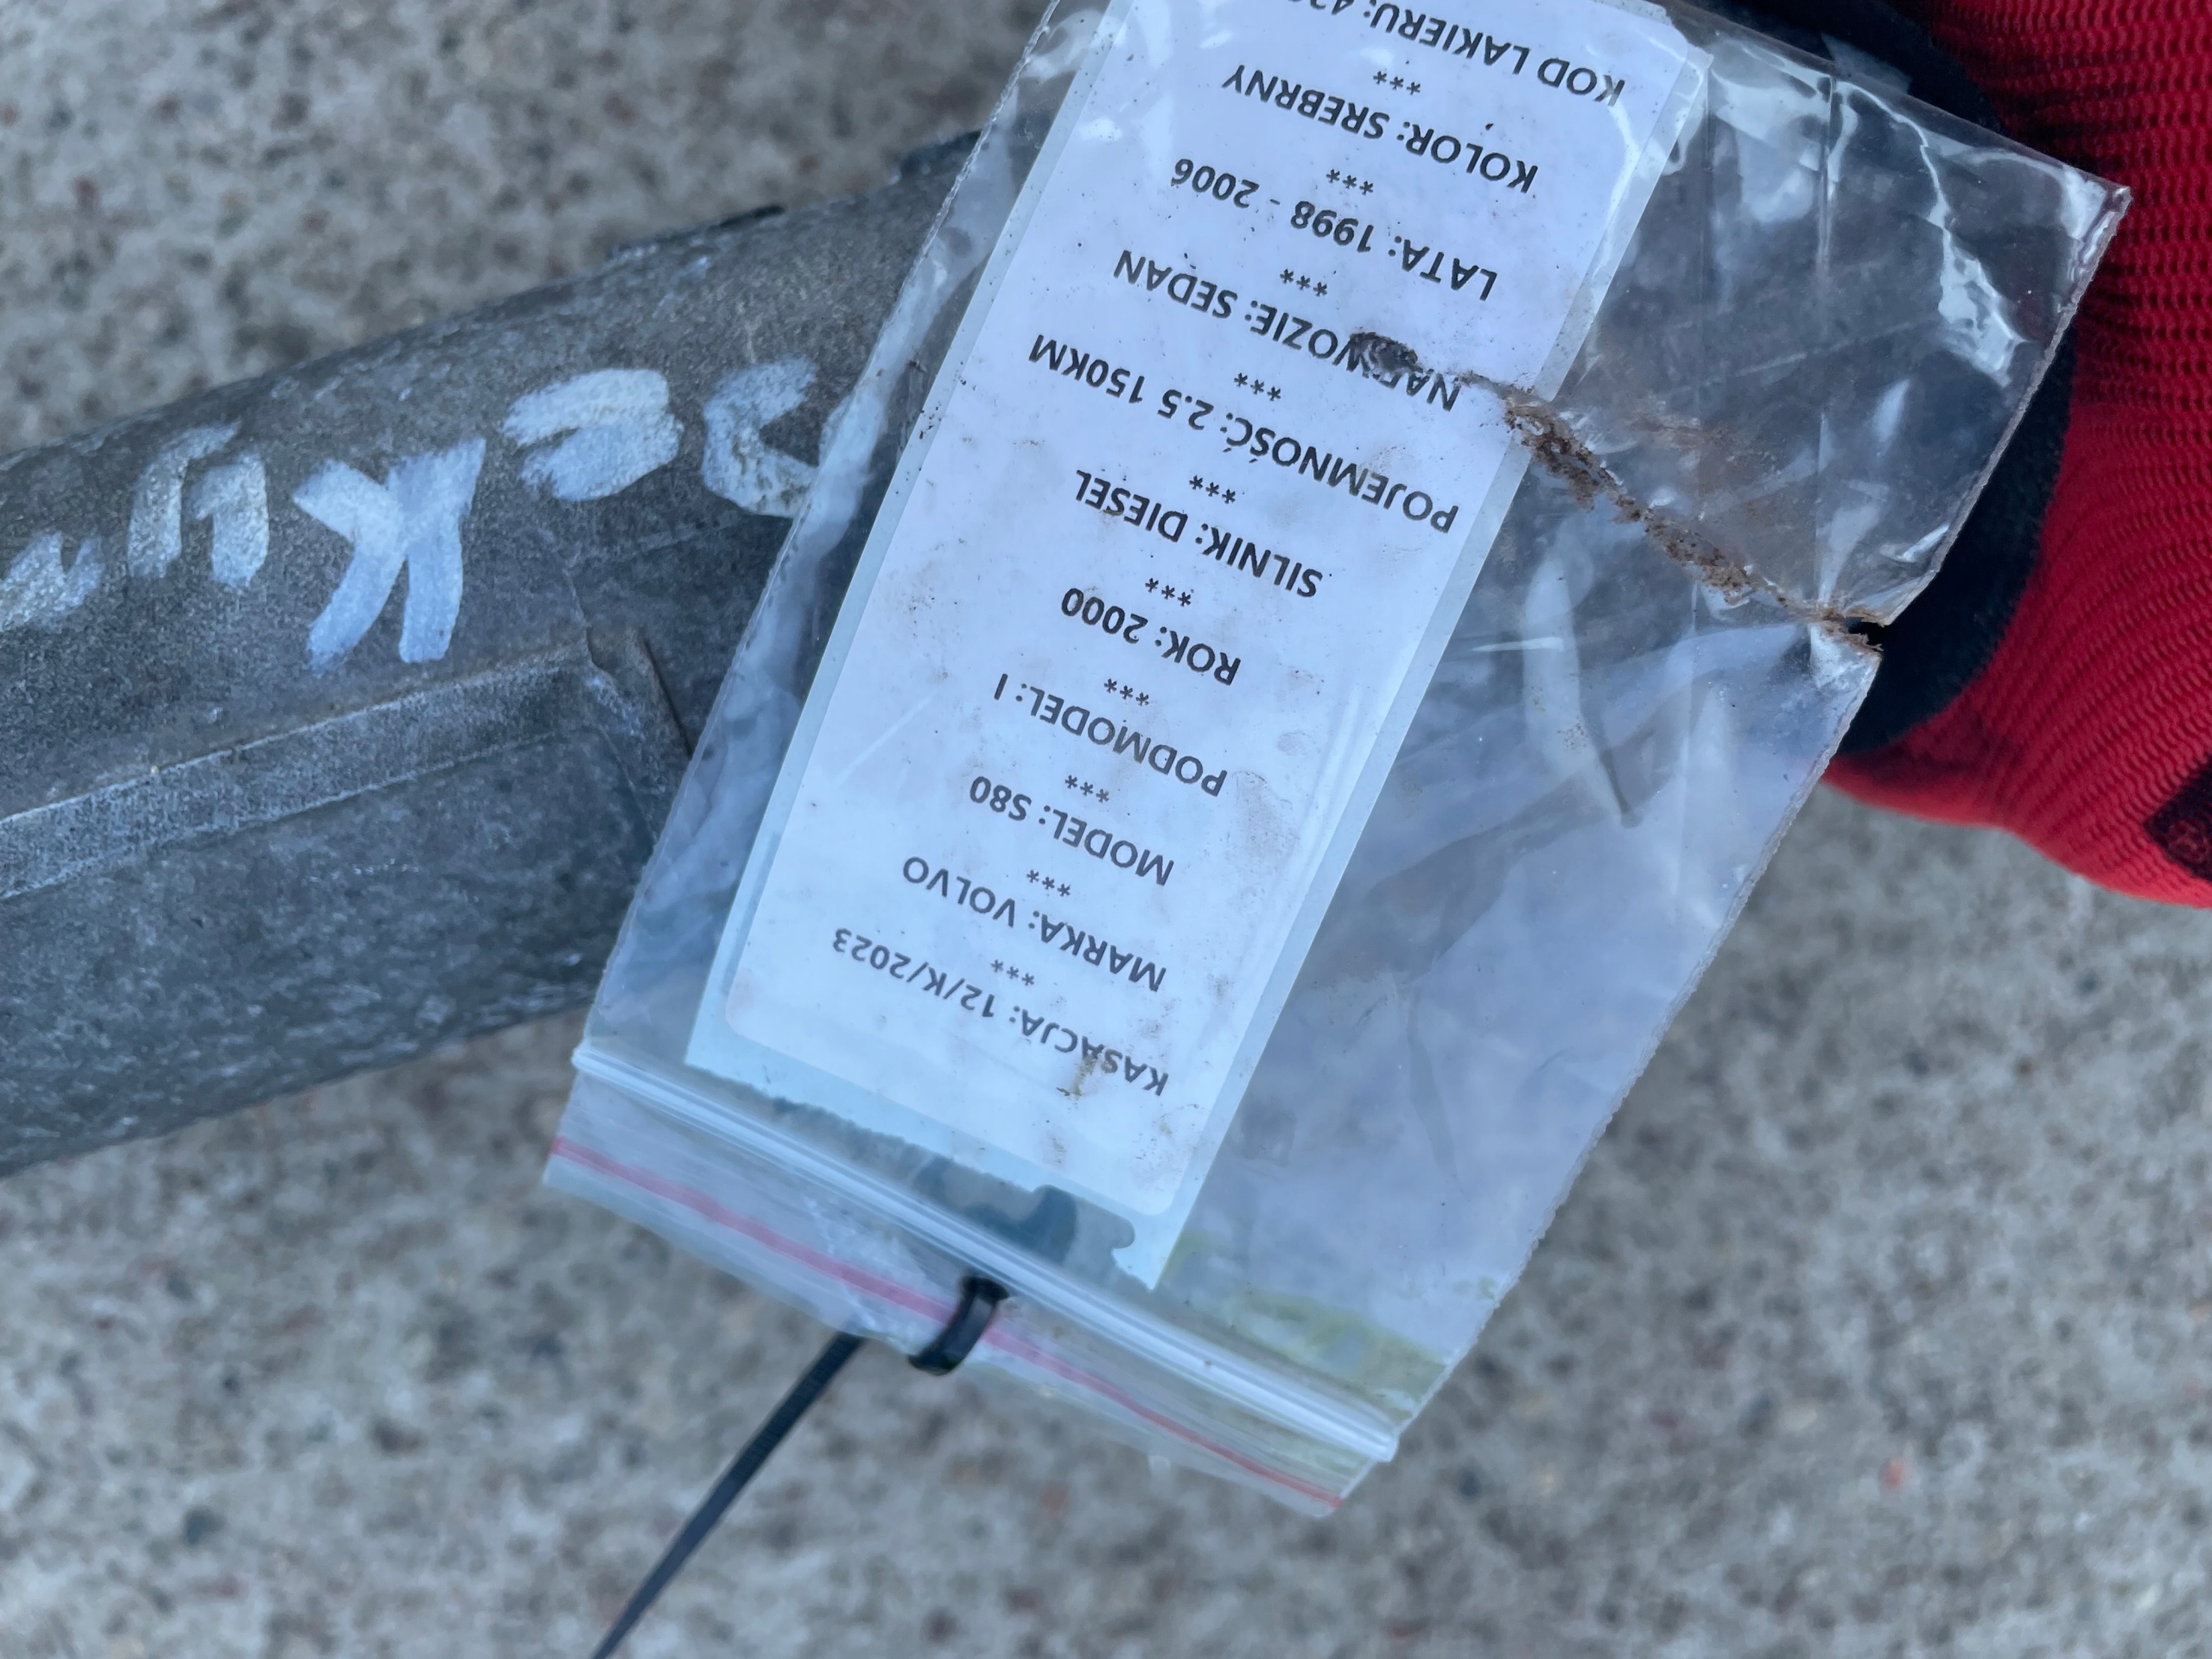 KASACJA: 12/K/2023
***
MARKA: VOLVO
***
MODEL: S80
***
PODMODEL: I
***
ROK: 2000
***
SILNIK: DIESEL
***
POJEMNOŚĆ: 2.5 150KM
***
NADWOZIE: SEDAN
***
LATA: 1998 - 2006
***
KOLOR: SREBRNY
***
KOD LAKIERU: